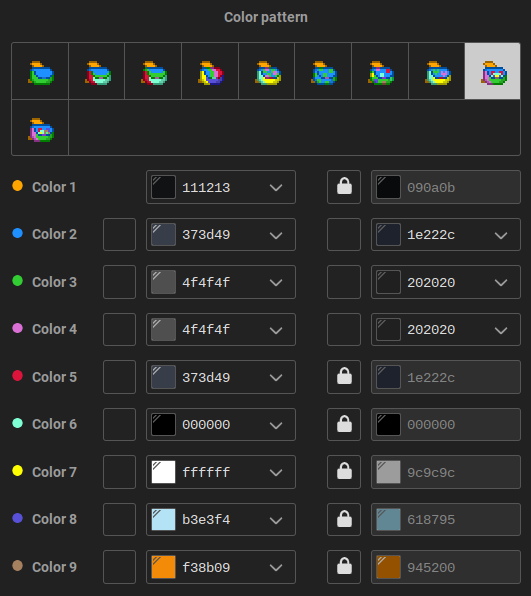 Color pattern
Color 1 111213 090a0b
Color 2 373d49 1e222c
Color 3 4f4f4f 202020
Color 4 4f4f4f 202020
Color 5 373d49 1e222c
Color 6 000000 000000
Color 7 ffffff 9c9c9c
Color 8 b3e3f4 618795
Color 9 f38b09 945200